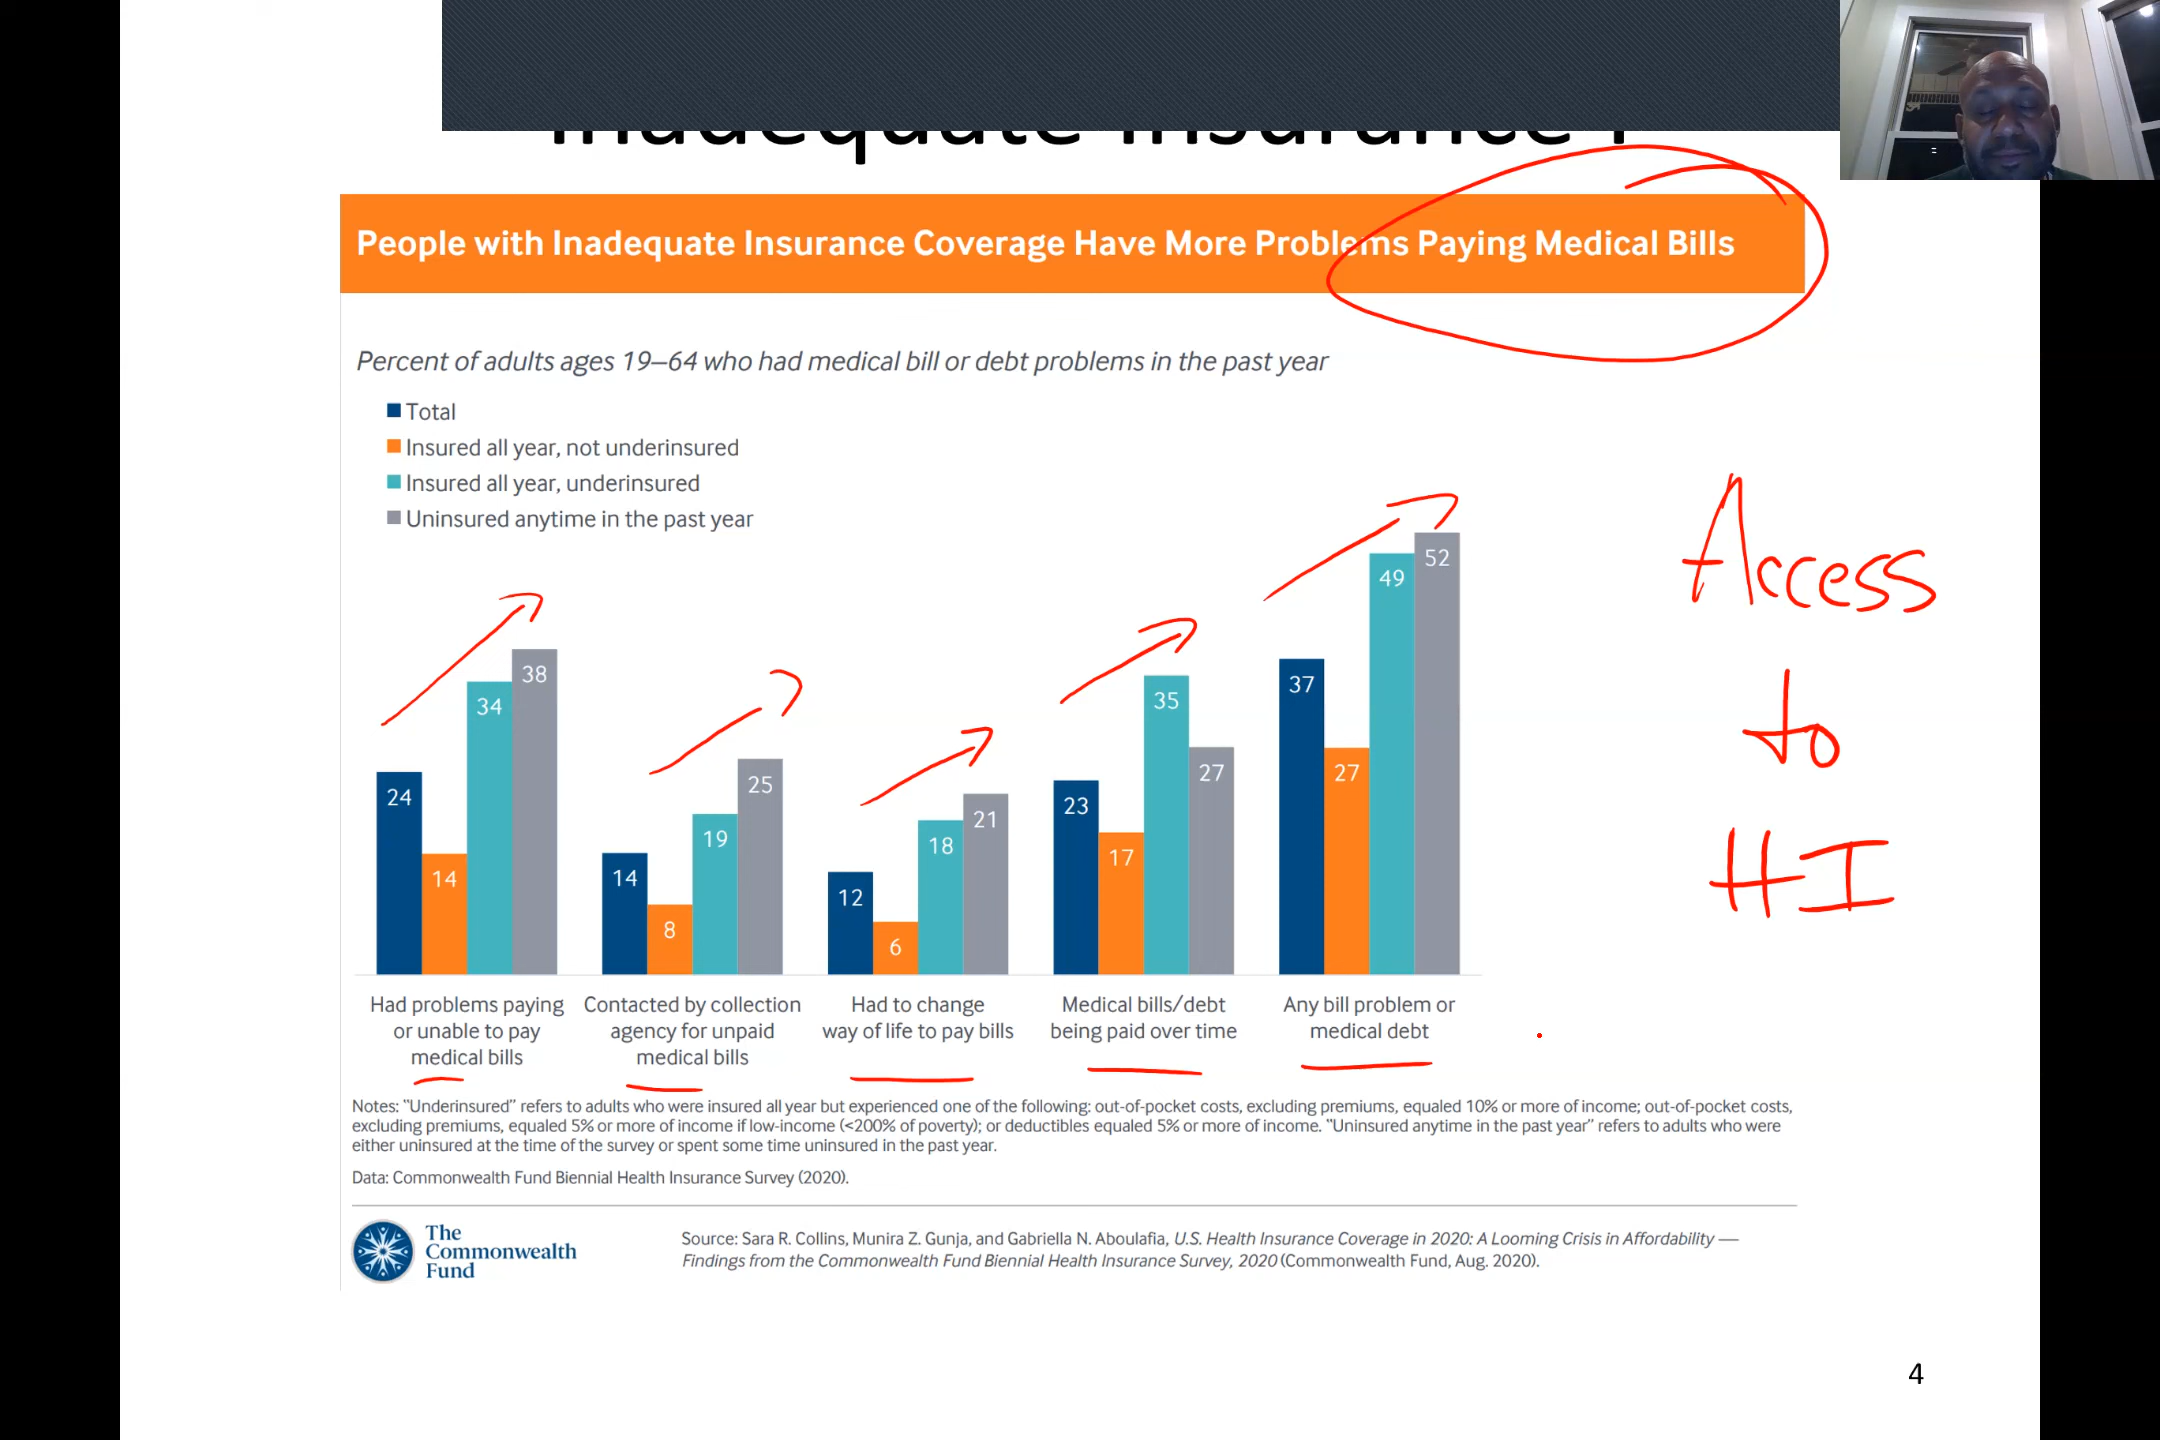 Inadequate Insurance I
People with Inadequate Insurance Coverage Have More Problems Paying Medical Bills
Percent of adults ages 19–64 who had medical bill or debt problems in the past year
Total
Insured all year, not underinsured
Insured all year, underinsured
Uninsured anytime in the past year
24 14 34 38
14 8 19 25
12 6 18 21
23 17 35 27
37 27 49 52
Had problems paying
or unable to pay
medical bills
Contacted by collection
agency for unpaid
medical bills
Had to change
way of life to pay bills
Medical bills/debt
being paid over time
Any bill problem or
medical debt
Access
to
HI
Notes: “Underinsured” refers to adults who were insured all year but experienced one of the following: out-of-pocket costs, excluding premiums, equaled 10% or more of income; out-of-pocket costs,
excluding premiums, equaled 5% or more of income if low-income (<200% of poverty); or deductibles equaled 5% or more of income. “Uninsured anytime in the past year” refers to adults who were
either uninsured at the time of the survey or spent some time uninsured in the past year.
Data: Commonwealth Fund Biennial Health Insurance Survey (2020).
The
Commonwealth
Fund
Source: Sara R. Collins, Munira Z. Gunja, and Gabriella N. Aboulafia, U.S. Health Insurance Coverage in 2020: A Looming Crisis in Affordability —
Findings from the Commonwealth Fund Biennial Health Insurance Survey, 2020 (Commonwealth Fund, Aug. 2020).
4